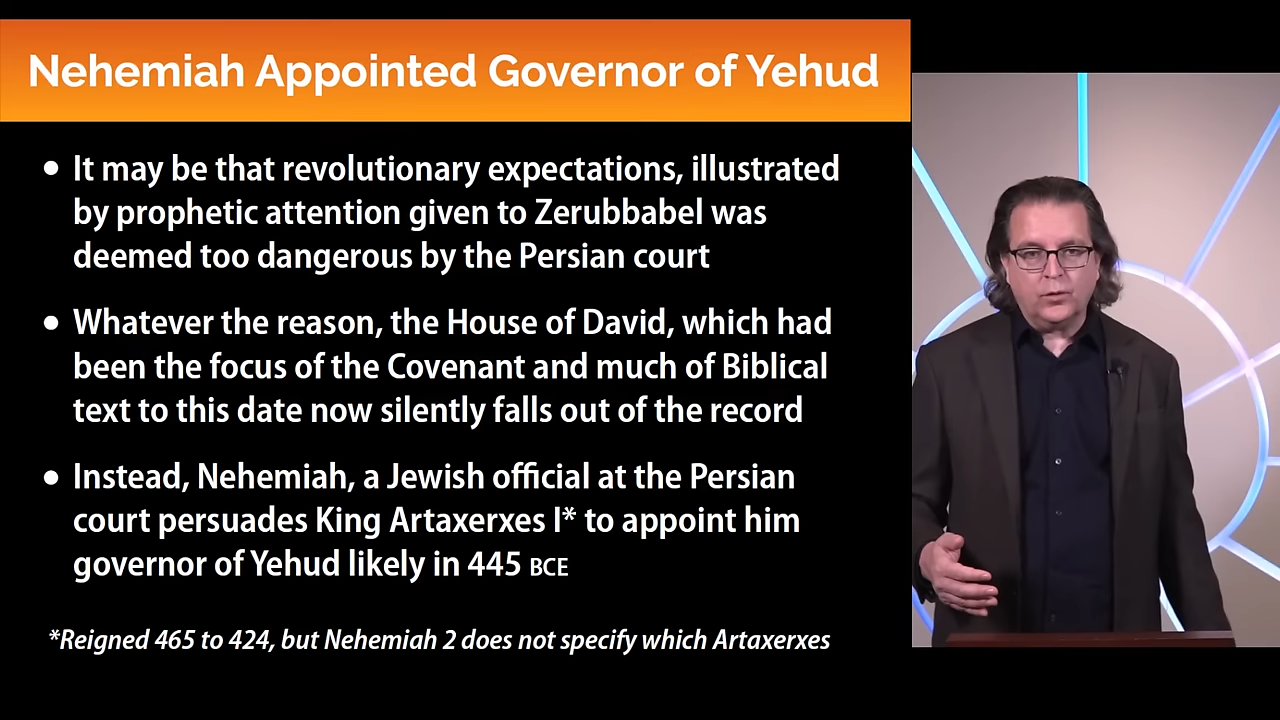 Nehemiah Appointed Governor of Yehud
• It may be that revolutionary expectations, illustrated
by prophetic attention given to Zerubbabel was
deemed too dangerous by the Persian court
• Whatever the reason, the House of David, which had
been the focus of the Covenant and much of Biblical
text to this date now silently falls out of the record
• Instead, Nehemiah, a Jewish official at the Persian
court persuades King Artaxerxes I* to appoint him
governor of Yehud likely in 445 BCE
*Reigned 465 to 424, but Nehemiah 2 does not specify which Artaxerxes